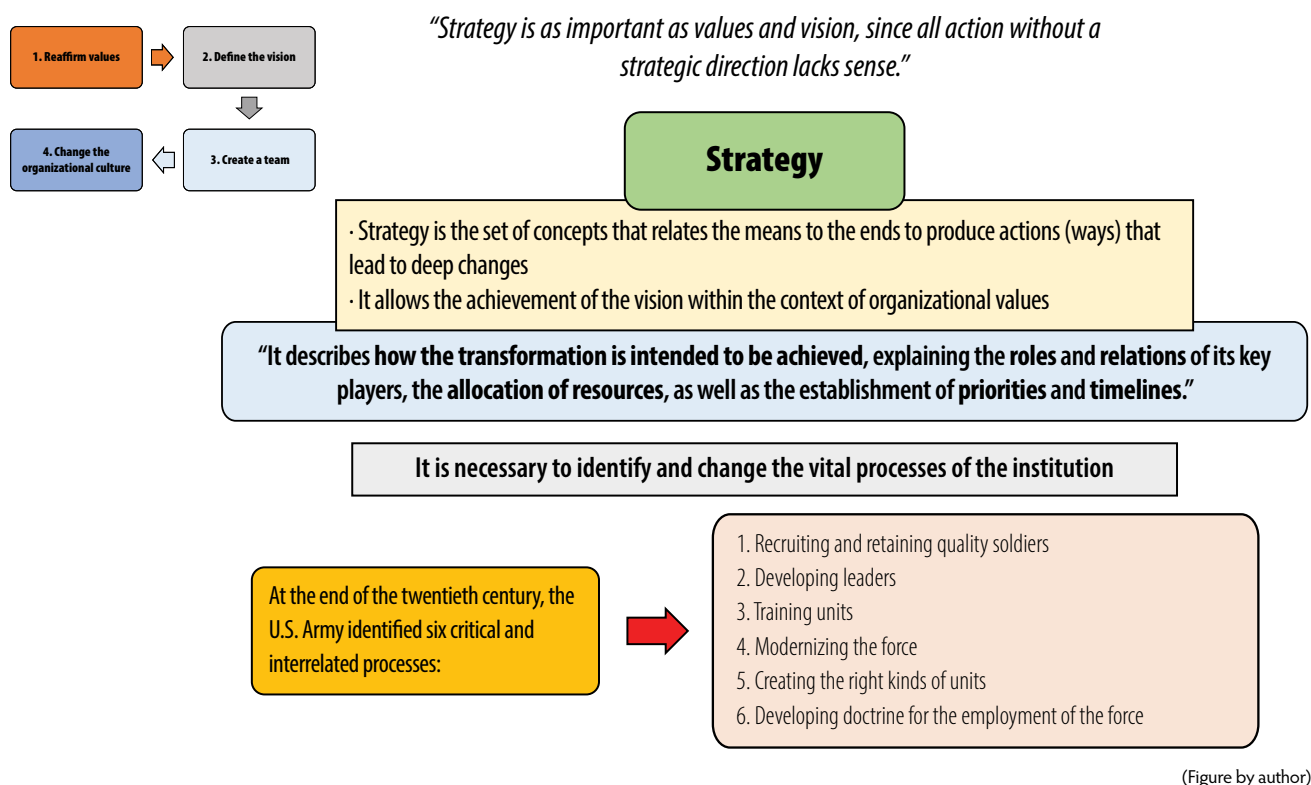 1. Reaffirm values
2. Define the vision
4. Change the
organizational culture
3. Create a team
“Strategy is as important as values and vision, since all action without a
strategic direction lacks sense.”
Strategy
· Strategy is the set of concepts that relates the means to the ends to produce actions (ways) that
lead to deep changes
· It allows the achievement of the vision within the context of organizational values
“It describes how the transformation is intended to be achieved, explaining the roles and relations of its key
players, the allocation of resources, as well as the establishment of priorities and timelines.”
It is necessary to identify and change the vital processes of the institution
At the end of the twentieth century, the
U.S. Army identified six critical and
interrelated processes:
1. Recruiting and retaining quality soldiers
2. Developing leaders
3. Training units
4. Modernizing the force
5. Creating the right kinds of units
6. Developing doctrine for the employment of the force
(Figure by author)